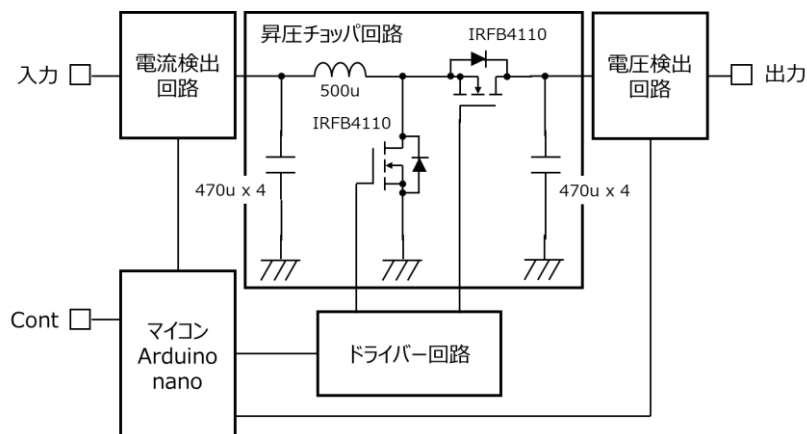 昇圧チョッパ回路
IRFB4110
入力
電流検出
回路
500u
電圧検出
回路
出力
IRFB4110
470u x 4
470u x 4
Cont
マイコン
Arduino
nano
ドライバー回路